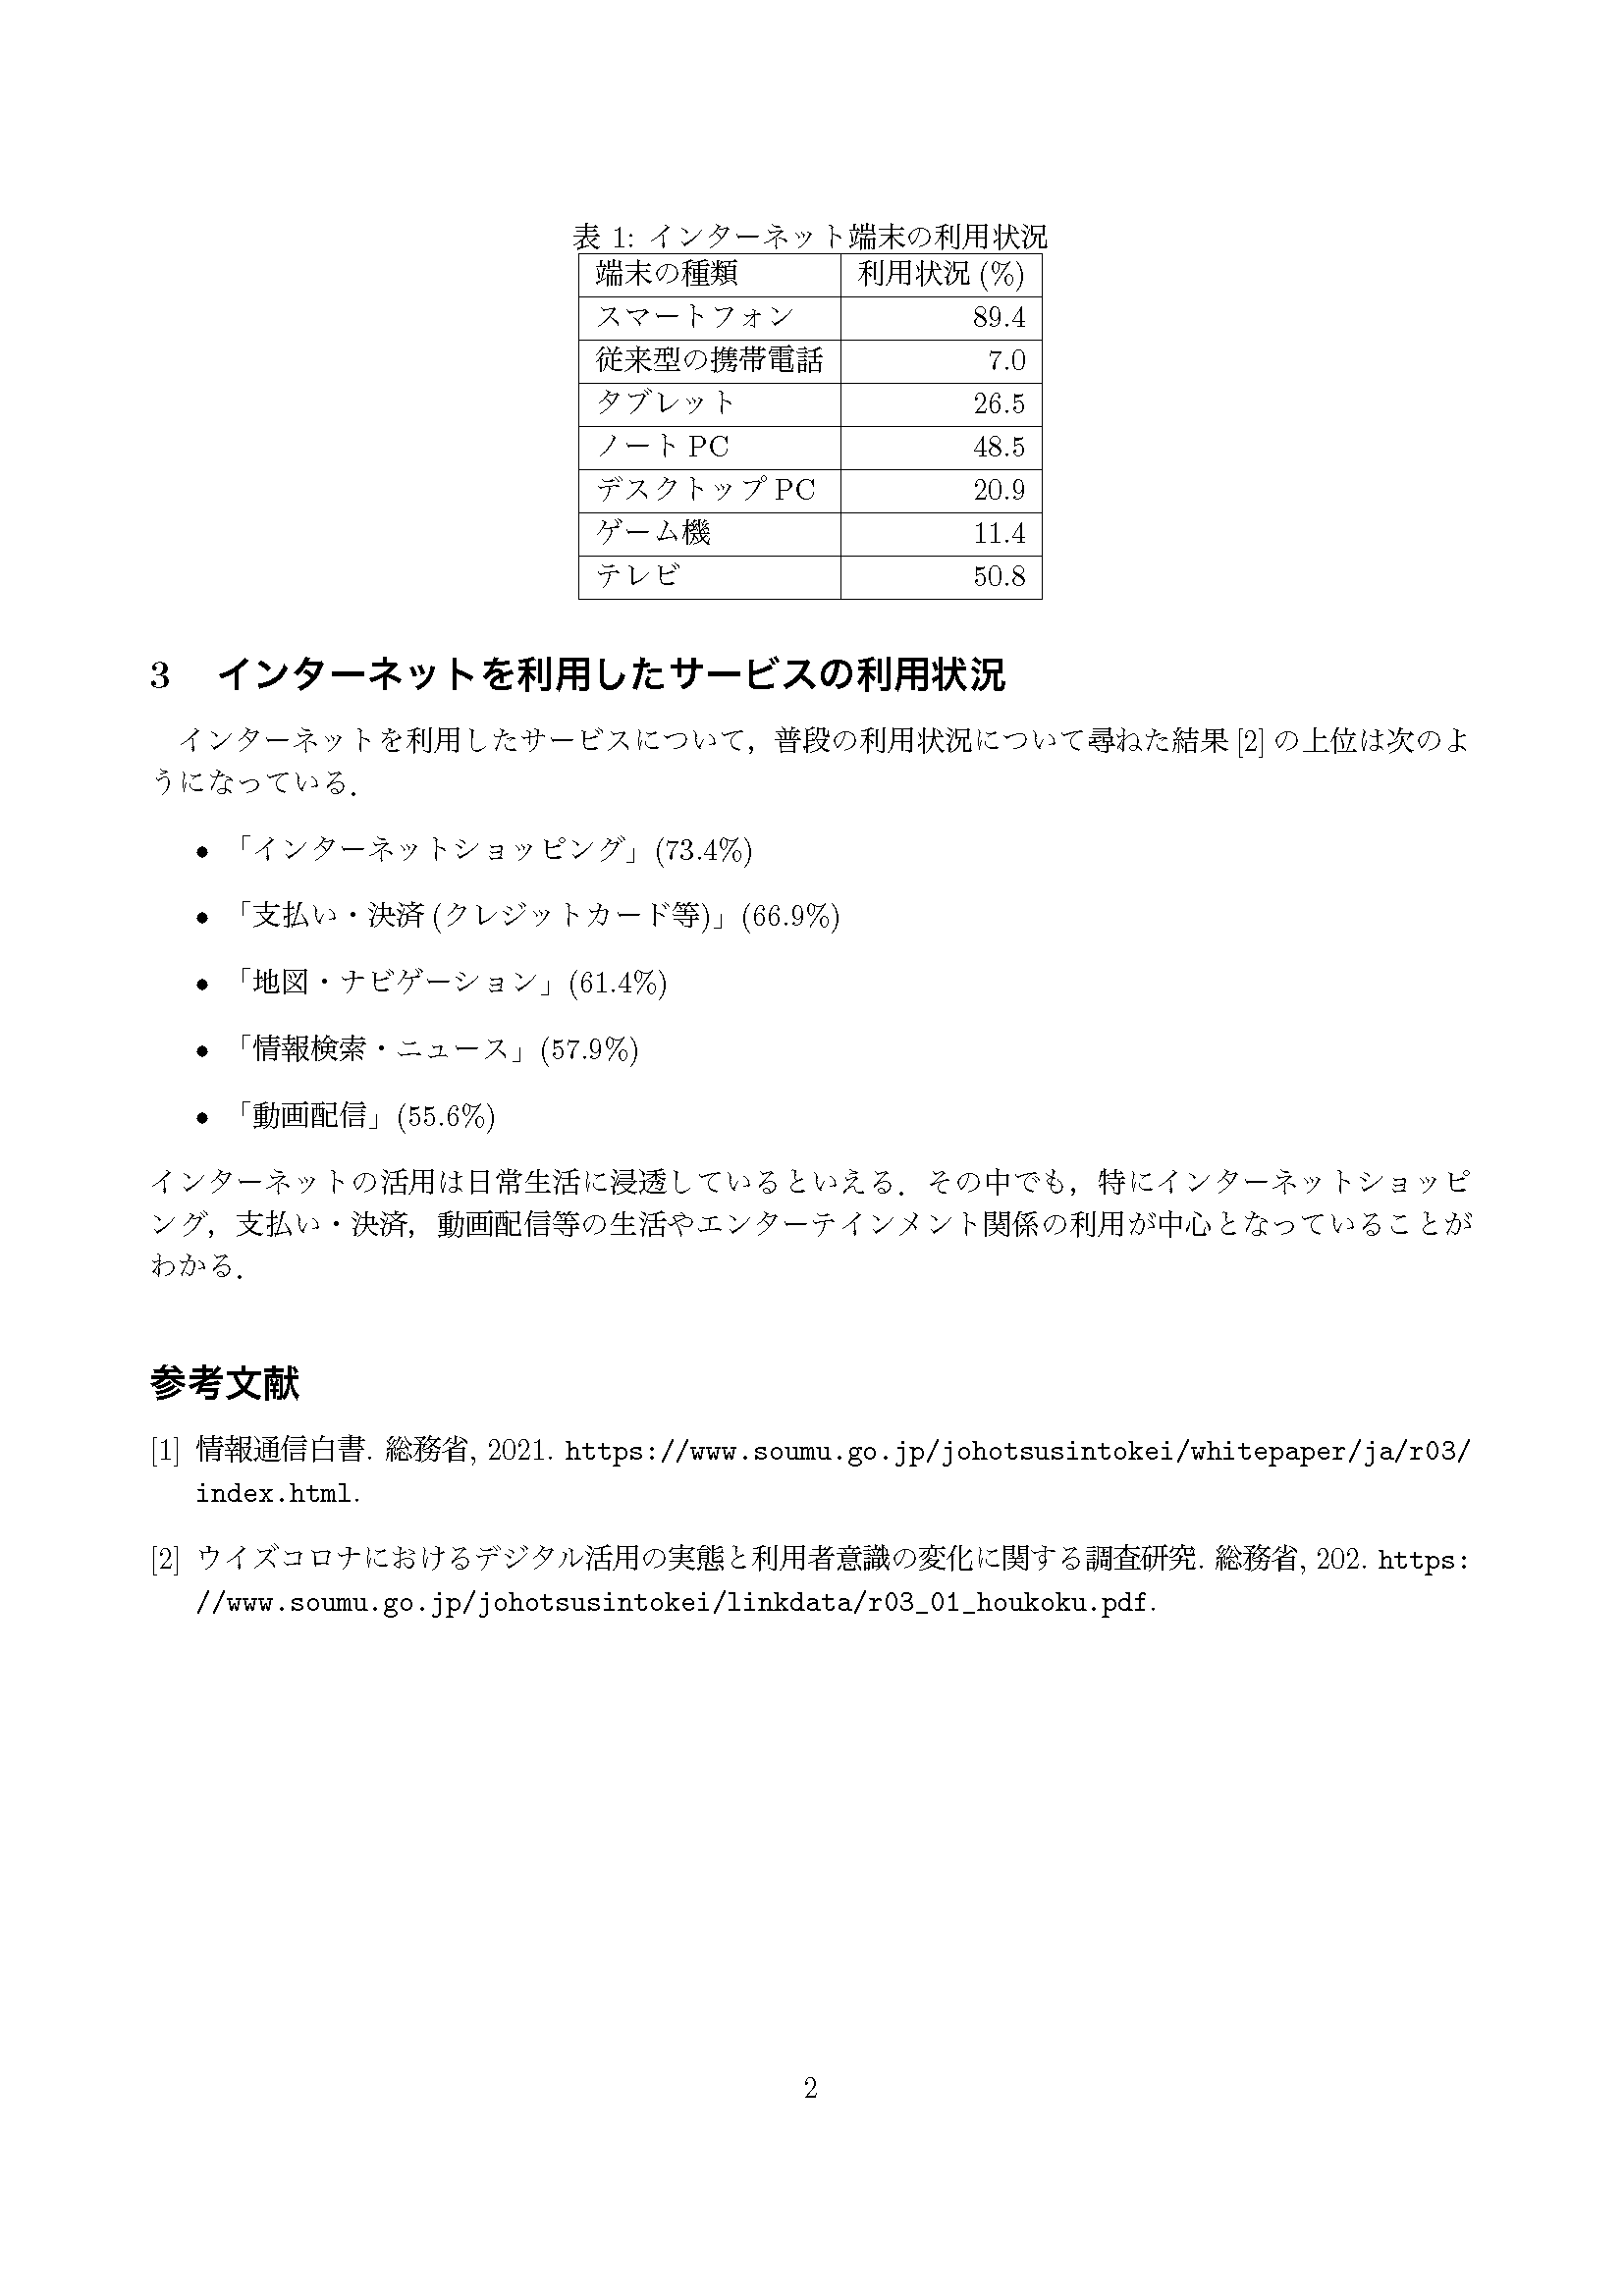 表 1: インターネット端末の利用状況
端末の種類 利用状況 (%)
スマートフォン 89.4
従来型の携帯電話 7.0
タブレット 26.5
ノート PC 48.5
デスクトップ PC 20.9
ゲーム機 11.4
テレビ 50.8
3 インターネットを利用したサービスの利用状況
インターネットを利用したサービスについて，普段の利用状況について尋ねた結果 [2] の上位は次のよ
うになっている．
• 「インターネットショッピング」(73.4%)
• 「支払い・決済 (クレジットカード等)」(66.9%)
• 「地図・ナビゲーション」(61.4%)
• 「情報検索・ニュース」(57.9%)
• 「動画配信」(55.6%)
インターネットの活用は日常生活に浸透しているといえる．その中でも，特にインターネットショッピ
ング，支払い・決済，動画配信等の生活やエンターテインメント関係の利用が中心となっていることが
わかる．
参考文献
[1] 情報通信白書. 総務省, 2021. https://www.soumu.go.jp/johotsusintokei/whitepaper/ja/r03/
index.html.
[2] ウイズコロナにおけるデジタル活用の実態と利用者意識の変化に関する調査研究. 総務省, 202. https:
//www.soumu.go.jp/johotsusintokei/linkdata/r03_01_houkoku.pdf.
2